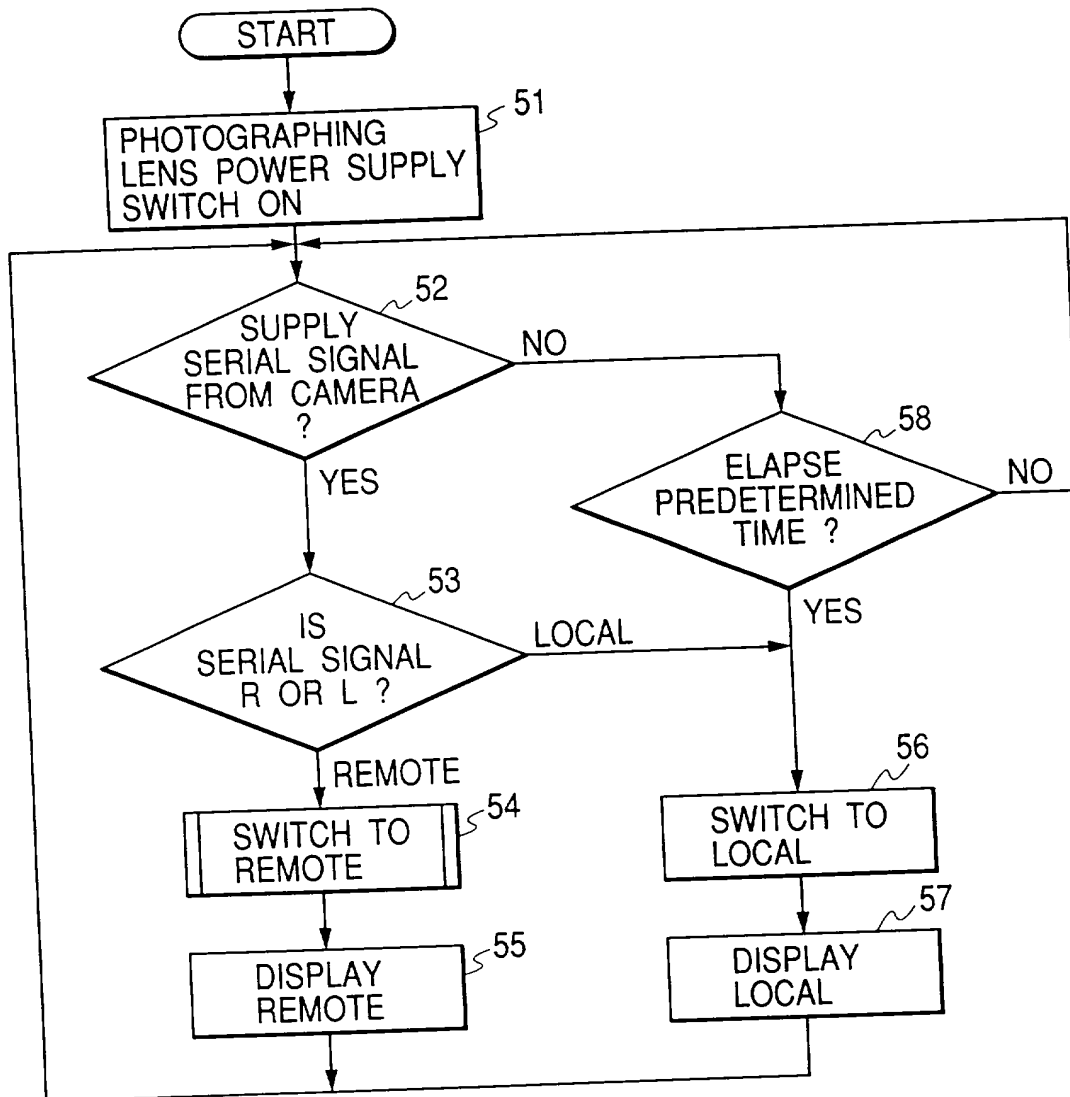 START
51
PHOTOGRAPHING
LENS POWER SUPPLY
SWITCH ON
52
SUPPLY
SERIAL SIGNAL
FROM CAMERA
?
NO
YES
58
ELAPSE
PREDETERMINED
TIME ?
NO
YES
53
IS
SERIAL SIGNAL
R OR L ?
LOCAL
REMOTE
54
SWITCH TO
REMOTE
56
SWITCH TO
LOCAL
55
DISPLAY
REMOTE
57
DISPLAY
LOCAL